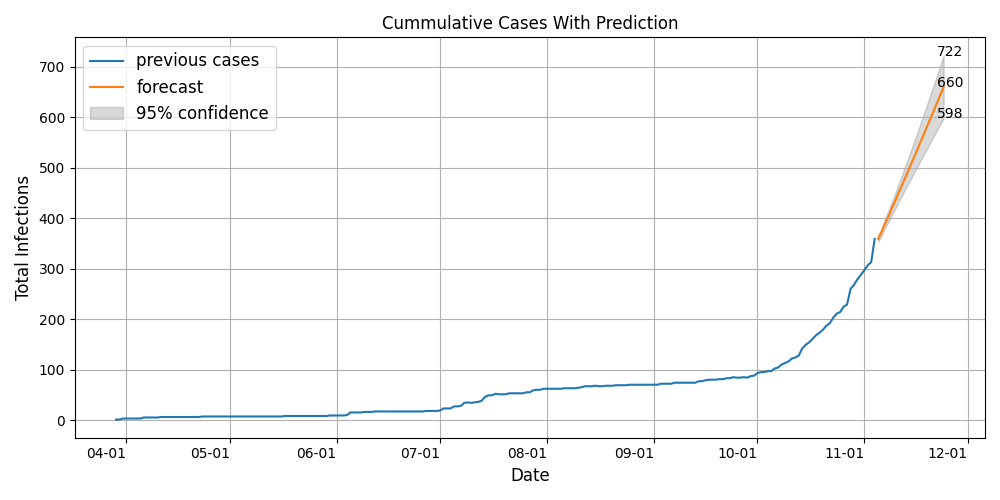 Cummulative Cases With Prediction
previous cases
forecast
95% confidence
722
660
598
700
600
500
400
300
200
100
0
Total Infections
04-01 05-01 06-01 07-01 08-01 09-01 10-01 11-01 12-01
Date